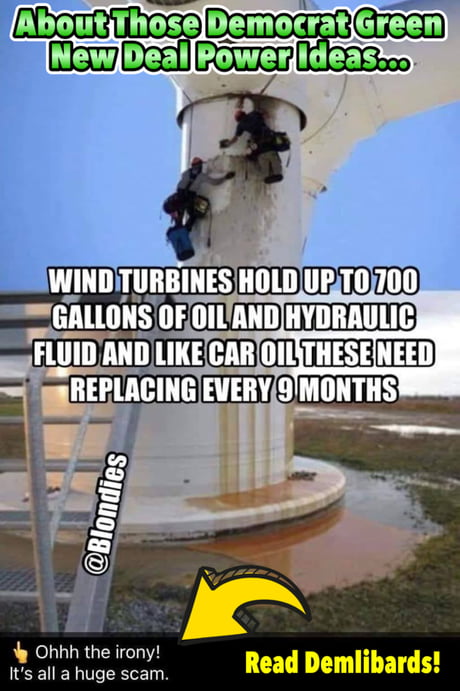 About Those Democrat Green
New Deal Power Ideas...
WIND TURBINES HOLD UP TO 700
GALLONS OF OIL AND HYDRAULIC
FLUID AND LIKE CAR OIL THESE NEED
REPLACING EVERY 9 MONTHS
@Blondies
👆 Ohhh the irony!
It's all a huge scam.
Read Demlibards!